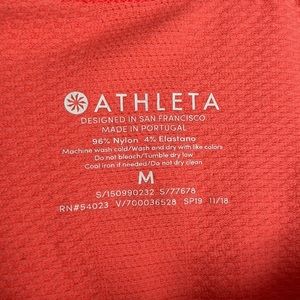 ATHLETA
DESIGNED IN SAN FRANCISCO
MADE IN PORTUGAL
96% Nylon 4% Elastano
Machine wash cold/Wash and dry with like colors
Do not bleach/Tumble dry low
Cool iron if needed/Do not dry clean
M
S/150990232 S/77678
RN#54023 V/700036528 SP19 11/18